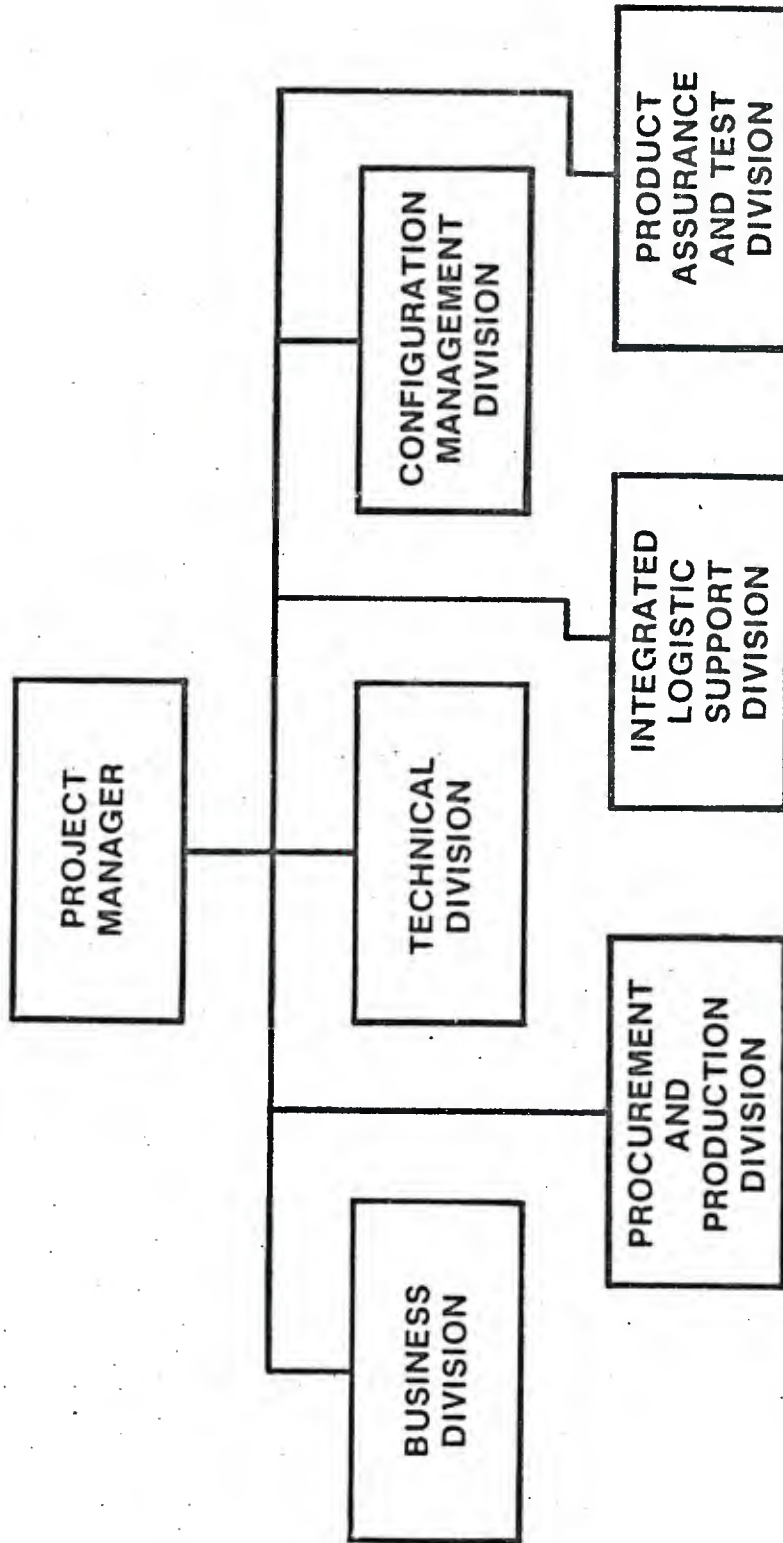 PROJECT
MANAGER
BUSINESS
DIVISION
TECHNICAL
DIVISION
CONFIGURATION
MANAGEMENT
DIVISION
PROCUREMENT
AND
PRODUCTION
DIVISION
INTEGRATED
LOGISTIC
SUPPORT
DIVISION
PRODUCT
ASSURANCE
AND TEST
DIVISION